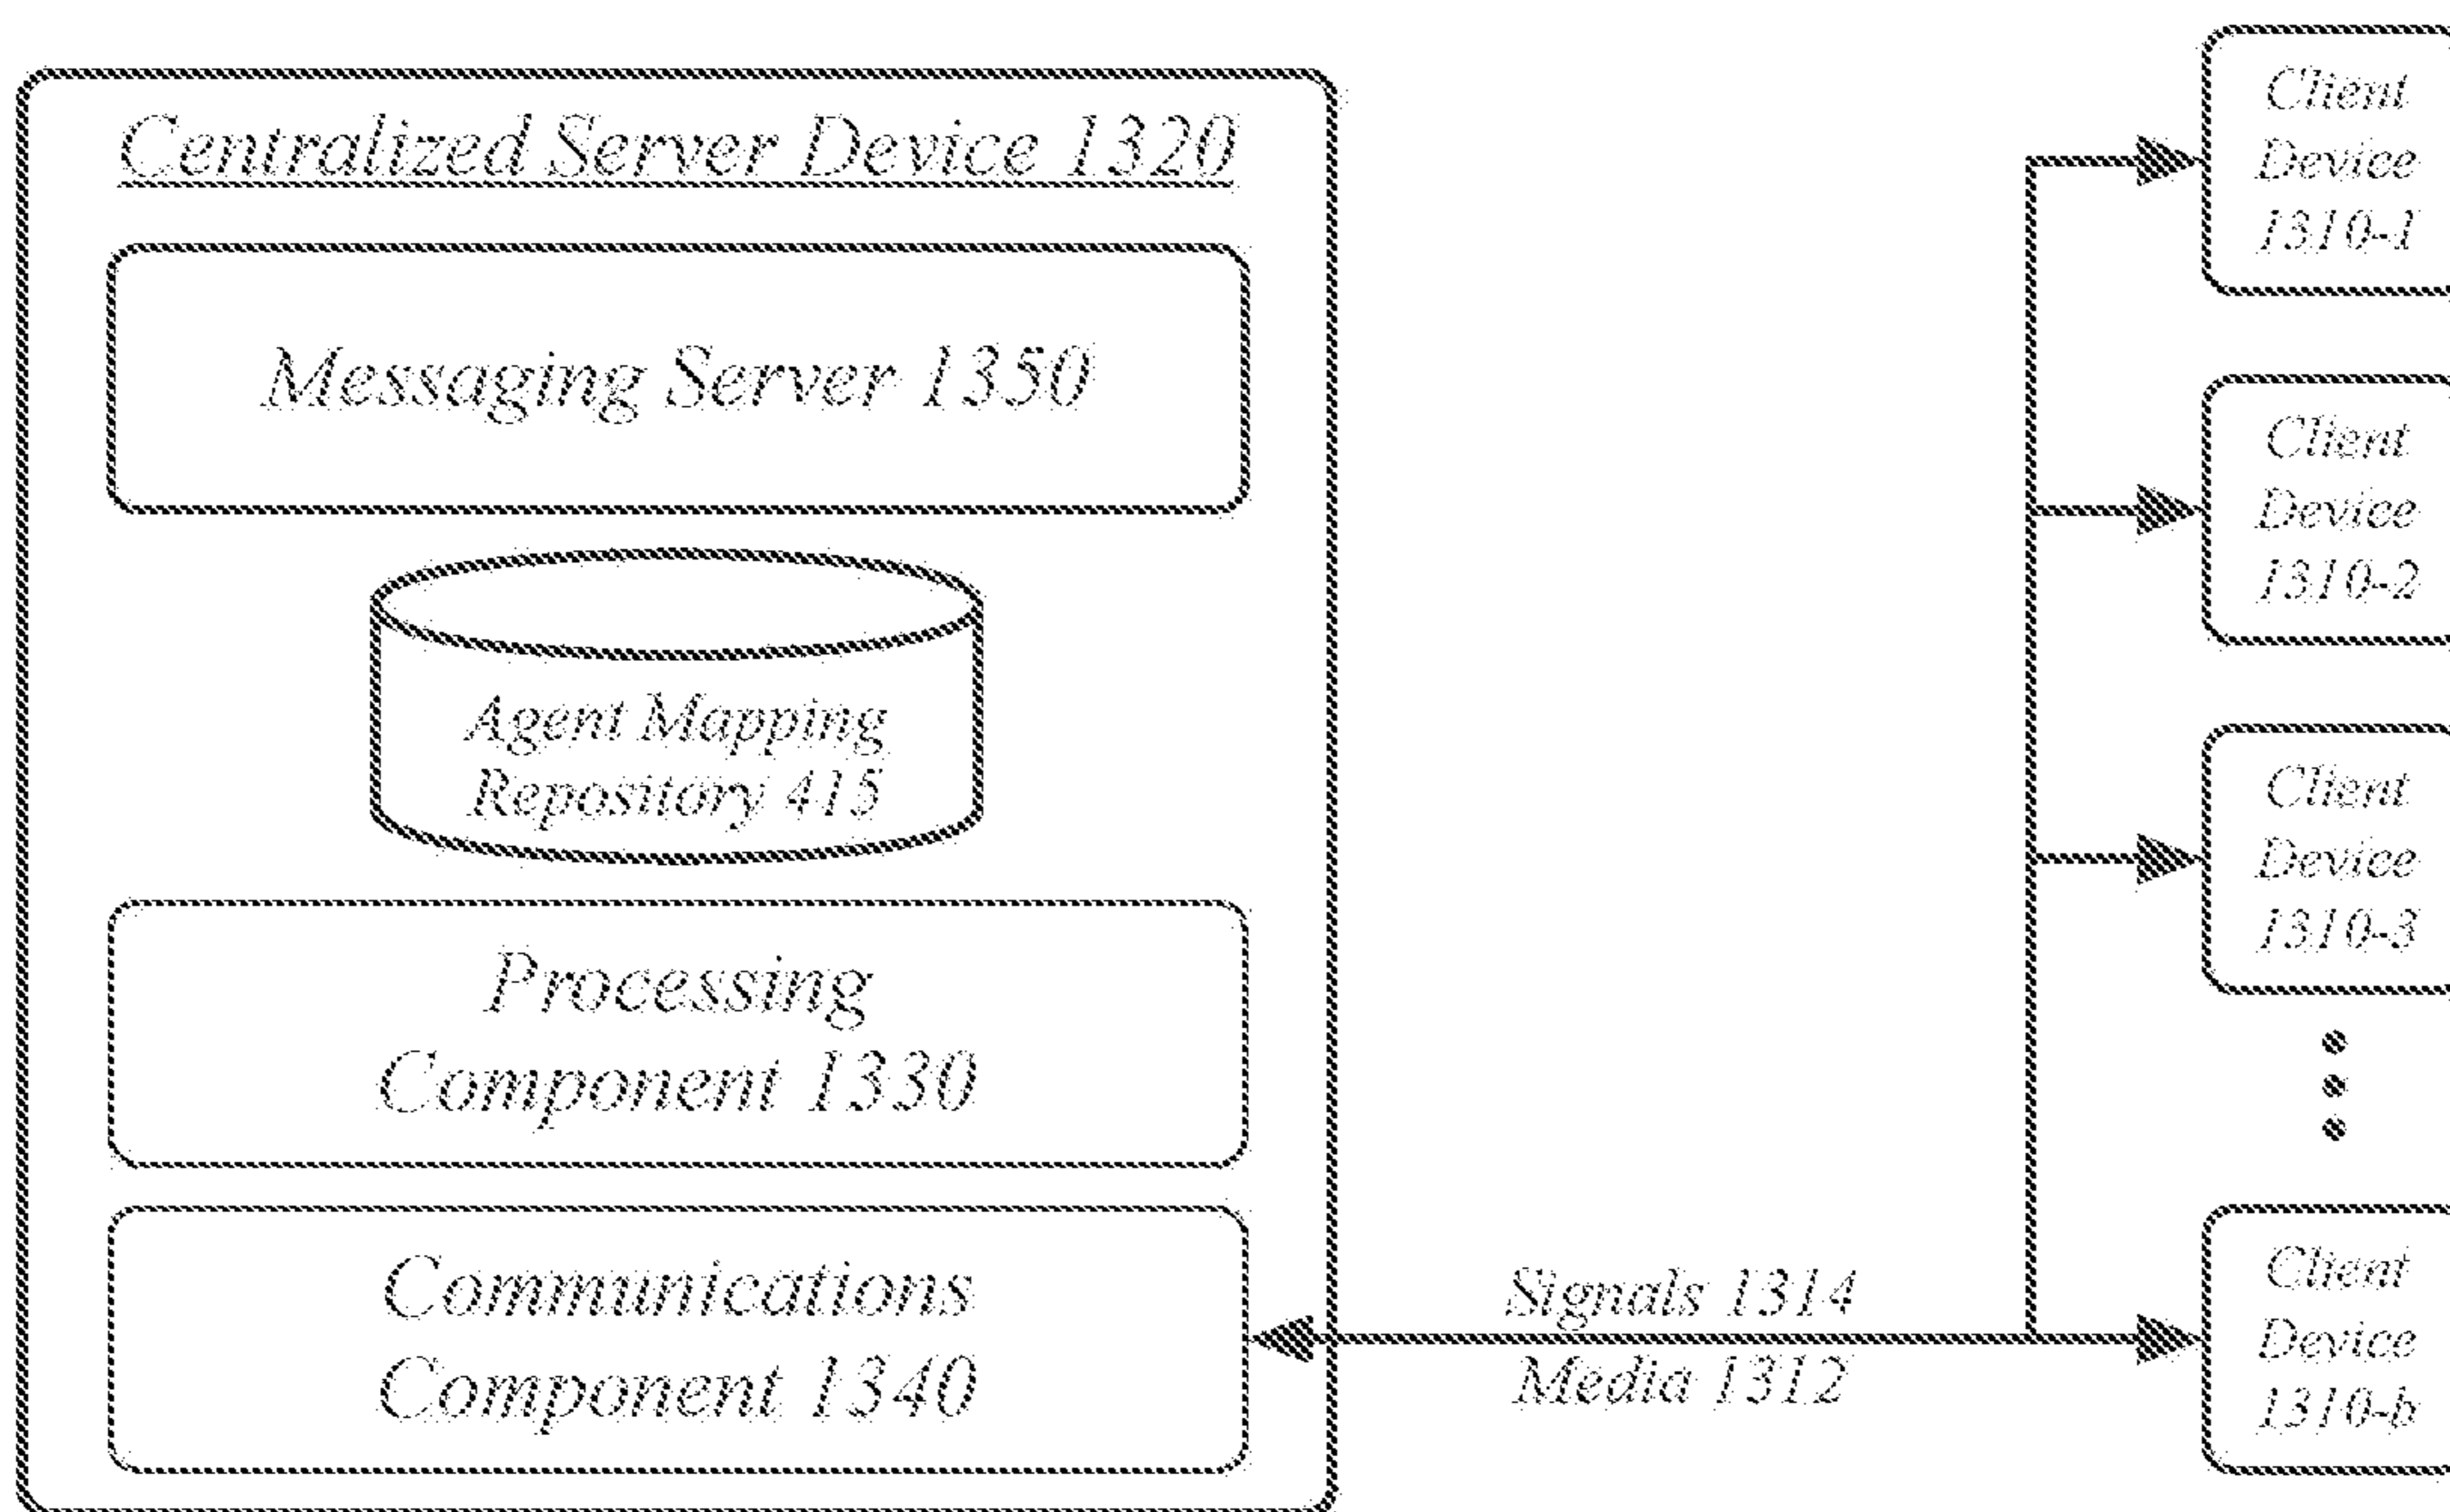 Centralized Server Device 1320
Messaging Server 1350
Agent Mapping
Repository 415
Processing
Component 1330
Communications
Component 1340
Signals 1314
Media 1312
Client
Device
1310-1
Client
Device
1310-2
Client
Device
1310-3
Client
Device
1310-b